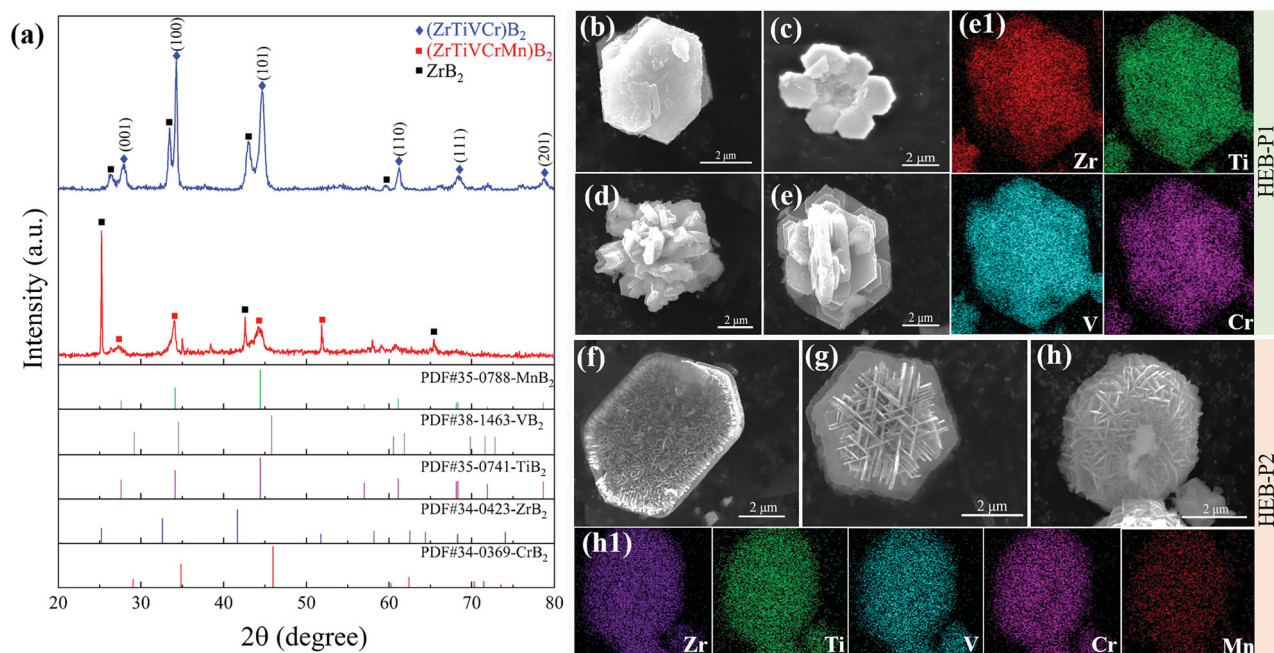 (a)
(ZrTiVCr)B₂
(ZrTiVCrMn)B₂
ZrB₂
(001)
(100)
(101)
(110)
(111)
(201)
Intensity (a.u.)
PDF#35-0788-MnB₂
PDF#38-1463-VB₂
PDF#35-0741-TiB₂
PDF#34-0423-ZrB₂
PDF#34-0369-CrB₂
20 30 40 50 60 70 80
2θ (degree)
(b)
2 μm
(c)
2 μm
(d)
2 μm
(e)
2 μm
(e1)
Zr
Ti
V
Cr
HEB-P1
(f)
2 μm
(g)
2 μm
(h)
2 μm
(h1)
Zr
Ti
V
Cr
Mn
HEB-P2